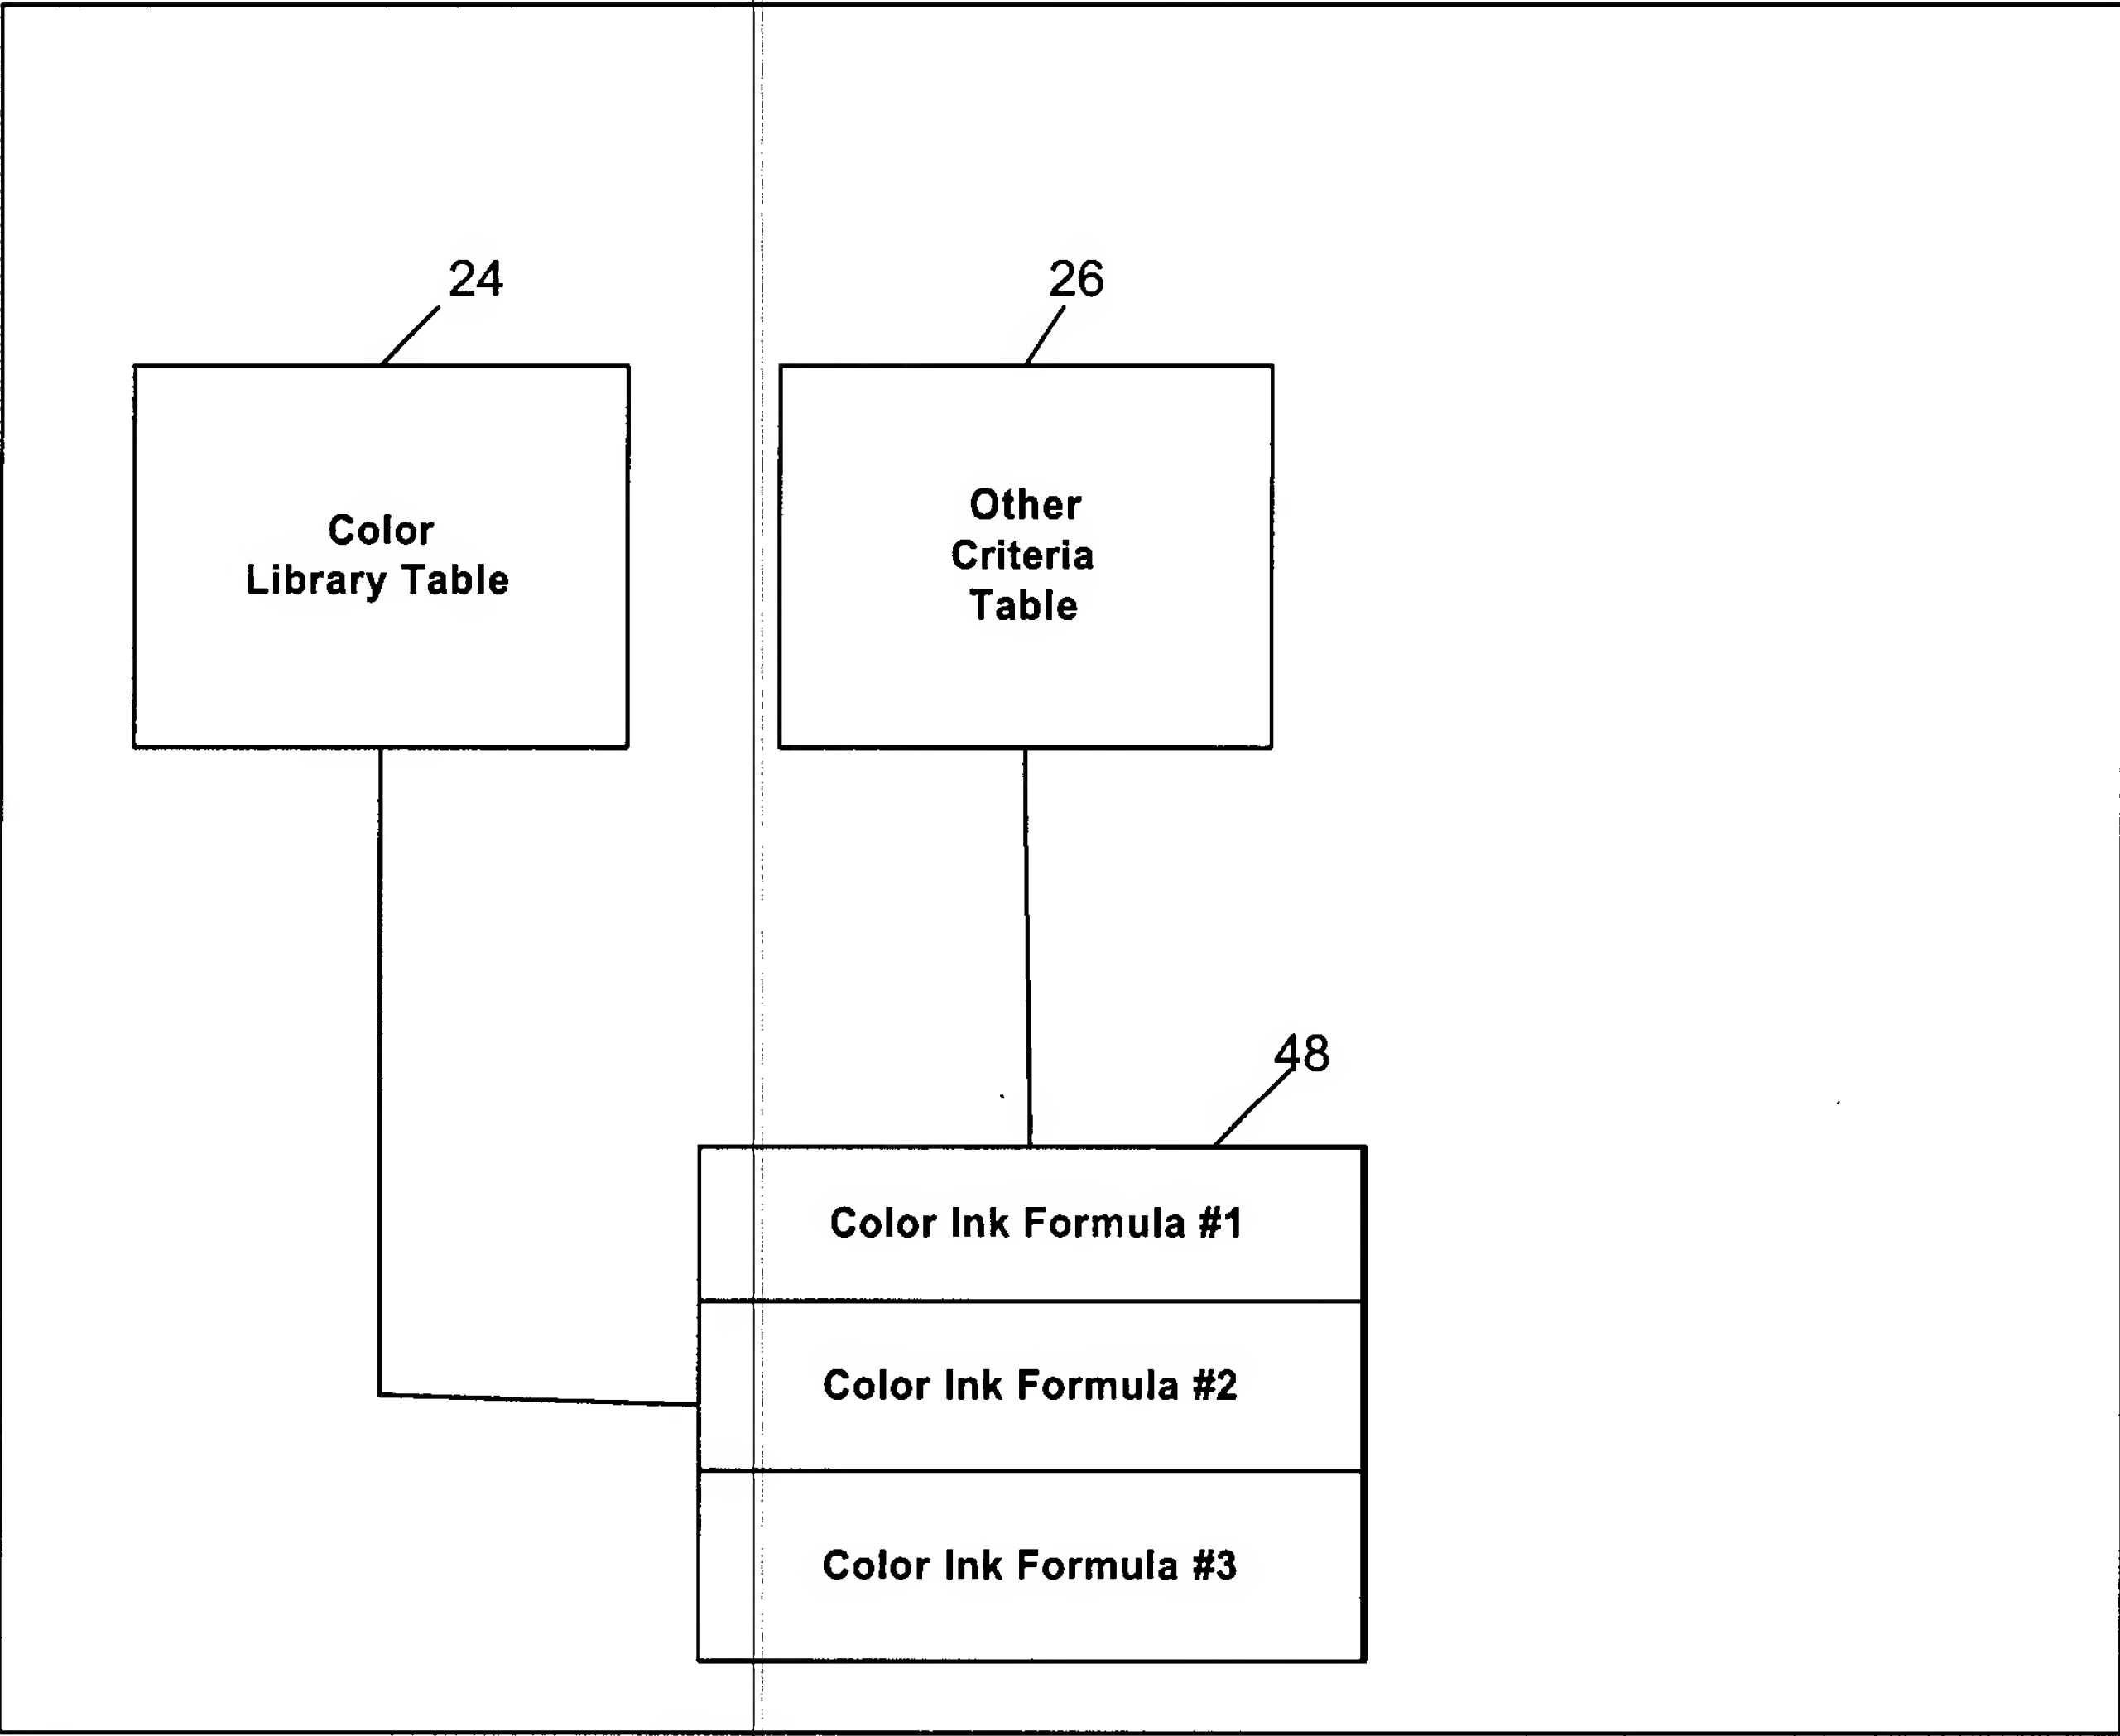 24
26
Color
Library Table
Other
Criteria
Table
48
Color Ink Formula #1
Color Ink Formula #2
Color Ink Formula #3